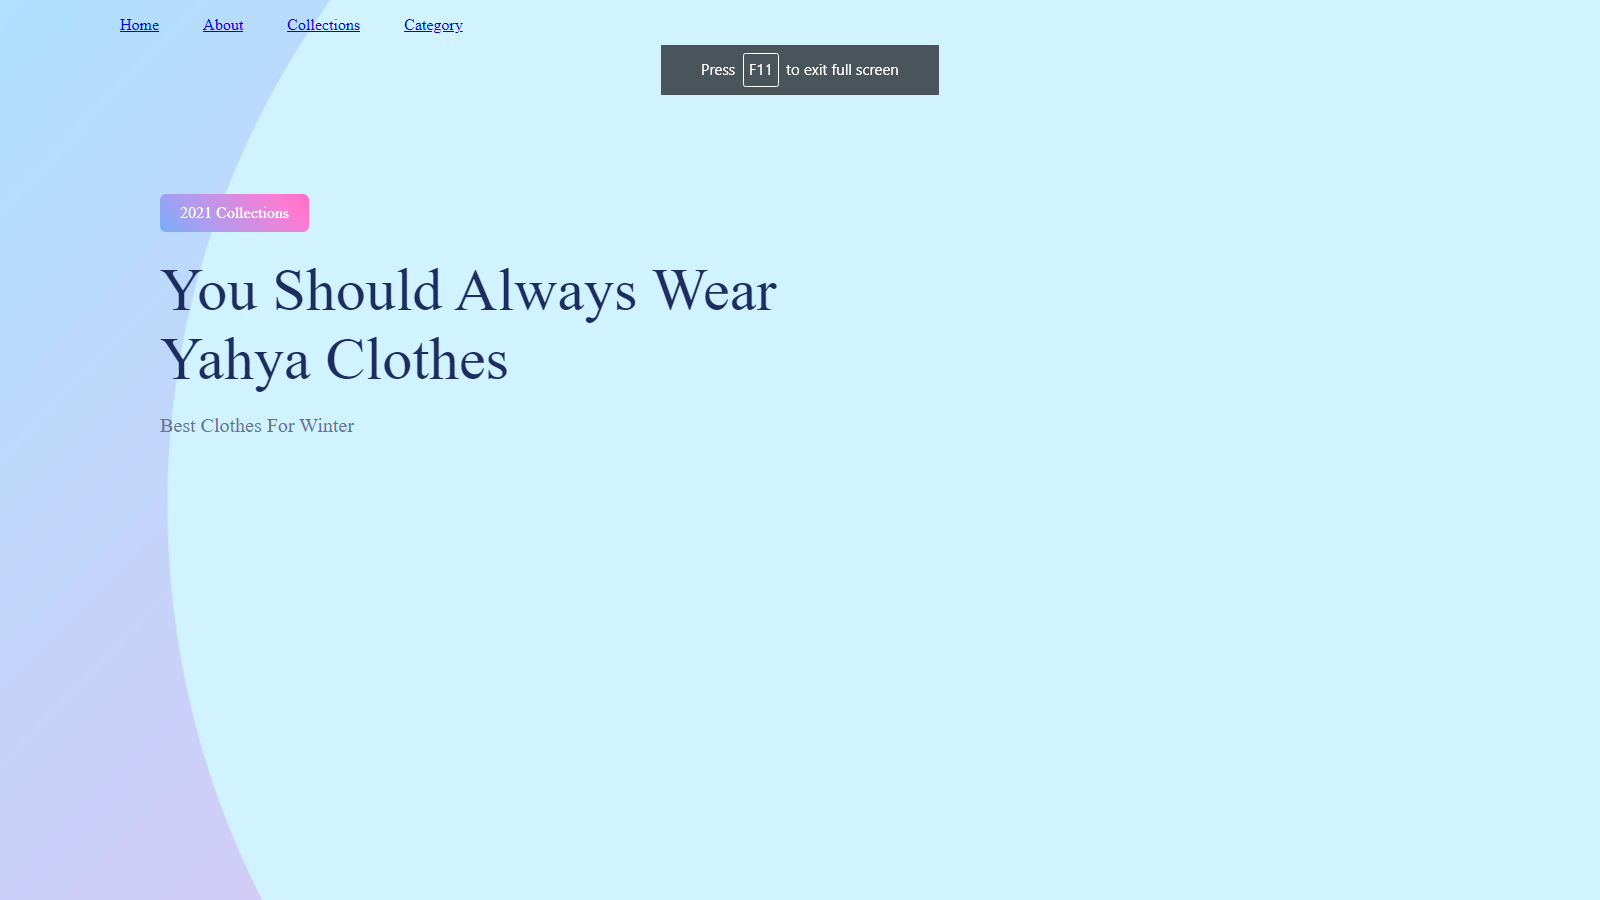 Home About Collections Category
Press F11 to exit full screen
2021 Collections
You Should Always Wear
Yahya Clothes
Best Clothes For Winter